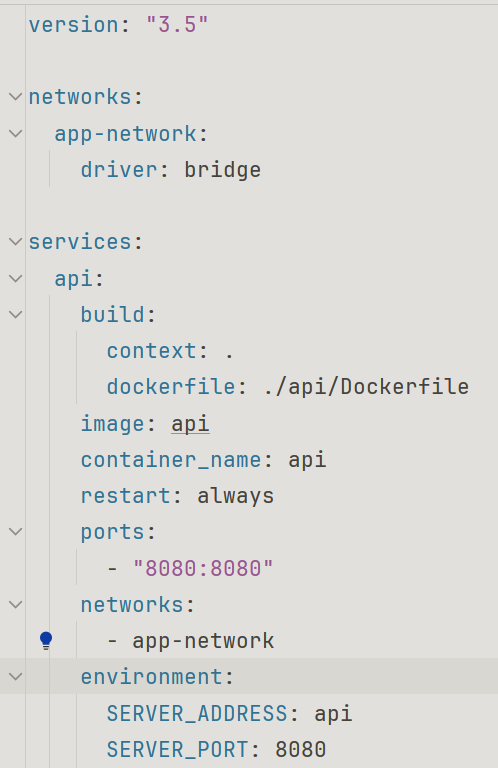 version: "3.5"
networks:
  app-network:
    driver: bridge
services:
  api:
    build:
      context: .
      dockerfile: ./api/Dockerfile
    image: api
    container_name: api
    restart: always
    ports:
      - "8080:8080"
    networks:
      - app-network
    environment:
      SERVER_ADDRESS: api
      SERVER_PORT: 8080